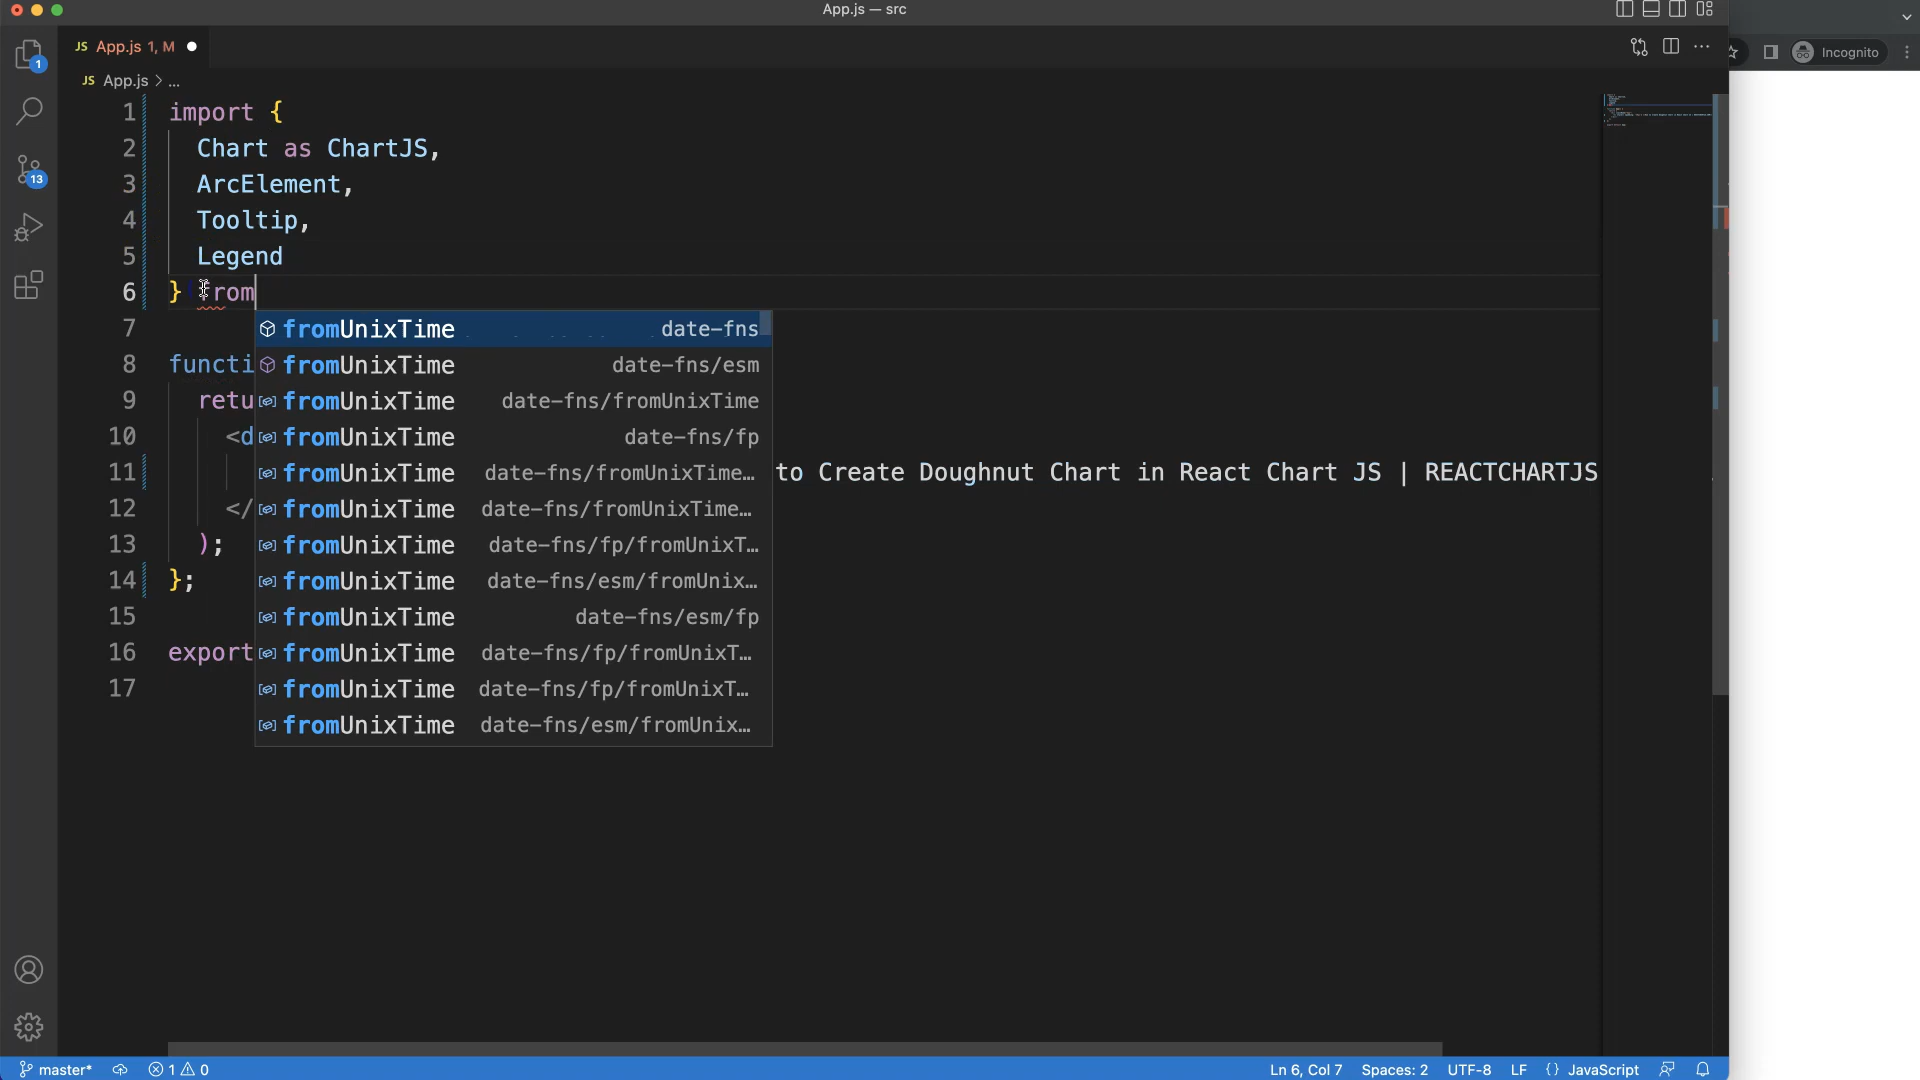 App.js — src
JS App.js 1, M
Incognito
JS App.js > ...
1
1 import {
2 Chart as ChartJS,
3 ArcElement,
13
4 Tooltip,
5 Legend
6 } from
7
fromUnixTime date-fns
8 functi
fromUnixTime date-fns/esm
9 retu
fromUnixTime date-fns/fromUnixTime
10 <d
fromUnixTime date-fns/fp
11 to Create Doughnut Chart in React Chart JS | REACTCHARTJS
fromUnixTime date-fns/fromUnixTime…
12 </
fromUnixTime date-fns/fromUnixTime…
13 );
fromUnixTime date-fns/fp/fromUnixT…
14 };
fromUnixTime date-fns/esm/fromUnix…
15
fromUnixTime date-fns/esm/fp
16 export
fromUnixTime date-fns/fp/fromUnixT…
17
fromUnixTime date-fns/fp/fromUnixT…
fromUnixTime date-fns/esm/fromUnix…
master* 1 0 Ln 6, Col 7 Spaces: 2 UTF-8 LF {} JavaScript